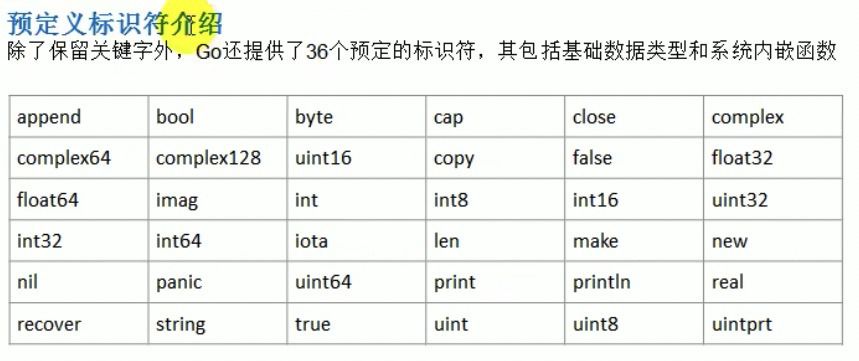 预定义标识符介绍
除了保留关键字外，Go还提供了36个预定的标识符，其包括基础数据类型和系统内嵌函数
append bool byte cap close complex
complex64 complex128 uint16 copy false float32
float64 imag int int8 int16 uint32
int32 int64 iota len make new
nil panic uint64 print println real
recover string true uint uint8 uintprt